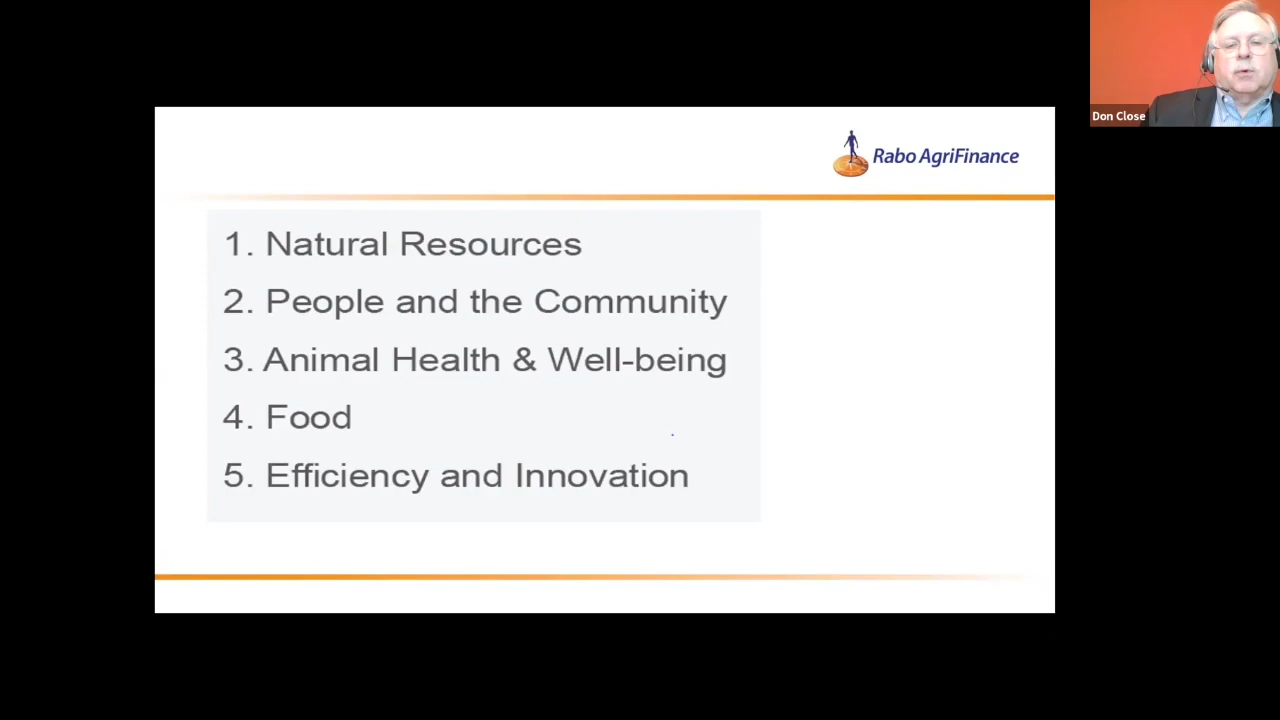 Don Close
Rabo AgriFinance
1. Natural Resources
2. People and the Community
3. Animal Health & Well-being
4. Food
5. Efficiency and Innovation